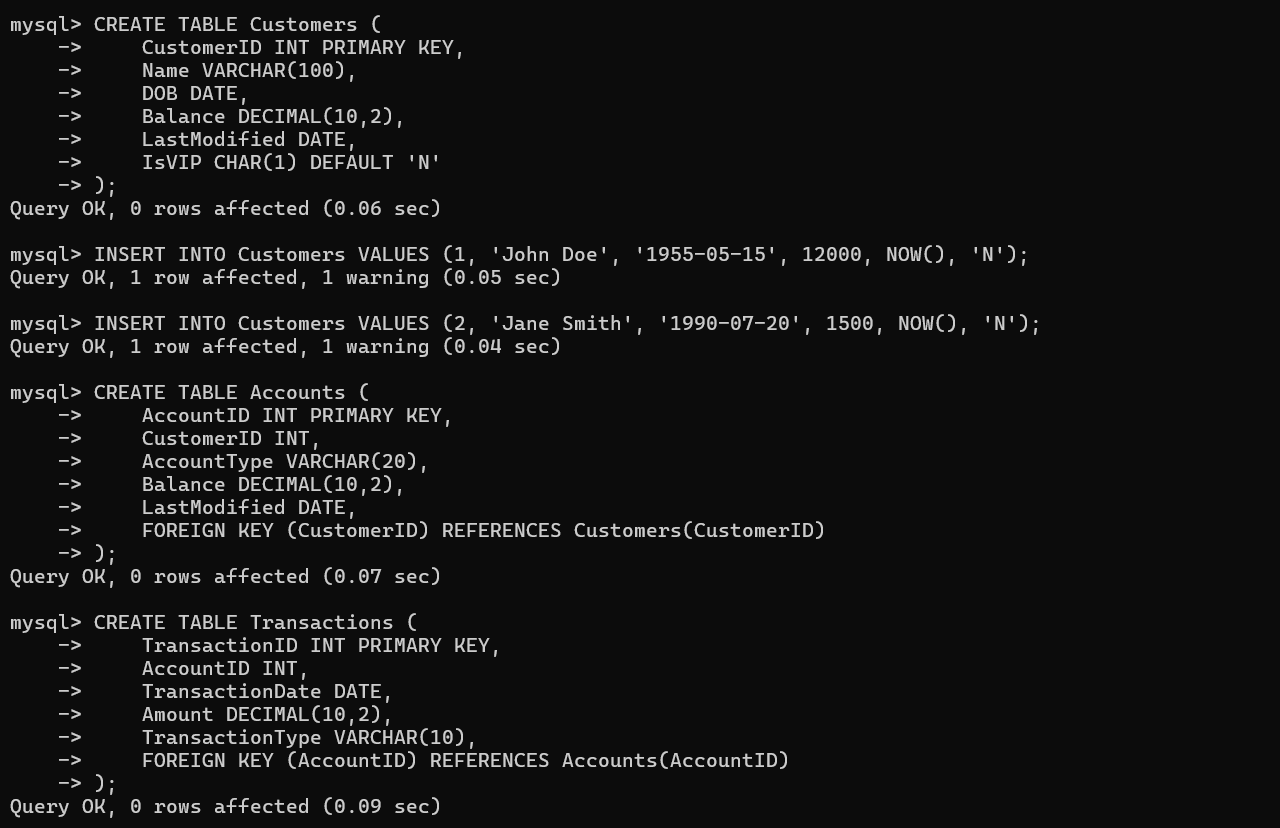 mysql> CREATE TABLE Customers (
    ->     CustomerID INT PRIMARY KEY,
    ->     Name VARCHAR(100),
    ->     DOB DATE,
    ->     Balance DECIMAL(10,2),
    ->     LastModified DATE,
    ->     IsVIP CHAR(1) DEFAULT 'N'
    -> );
Query OK, 0 rows affected (0.06 sec)

mysql> INSERT INTO Customers VALUES (1, 'John Doe', '1955-05-15', 12000, NOW(), 'N');
Query OK, 1 row affected, 1 warning (0.05 sec)

mysql> INSERT INTO Customers VALUES (2, 'Jane Smith', '1990-07-20', 1500, NOW(), 'N');
Query OK, 1 row affected, 1 warning (0.04 sec)

mysql> CREATE TABLE Accounts (
    ->     AccountID INT PRIMARY KEY,
    ->     CustomerID INT,
    ->     AccountType VARCHAR(20),
    ->     Balance DECIMAL(10,2),
    ->     LastModified DATE,
    ->     FOREIGN KEY (CustomerID) REFERENCES Customers(CustomerID)
    -> );
Query OK, 0 rows affected (0.07 sec)

mysql> CREATE TABLE Transactions (
    ->     TransactionID INT PRIMARY KEY,
    ->     AccountID INT,
    ->     TransactionDate DATE,
    ->     Amount DECIMAL(10,2),
    ->     TransactionType VARCHAR(10),
    ->     FOREIGN KEY (AccountID) REFERENCES Accounts(AccountID)
    -> );
Query OK, 0 rows affected (0.09 sec)